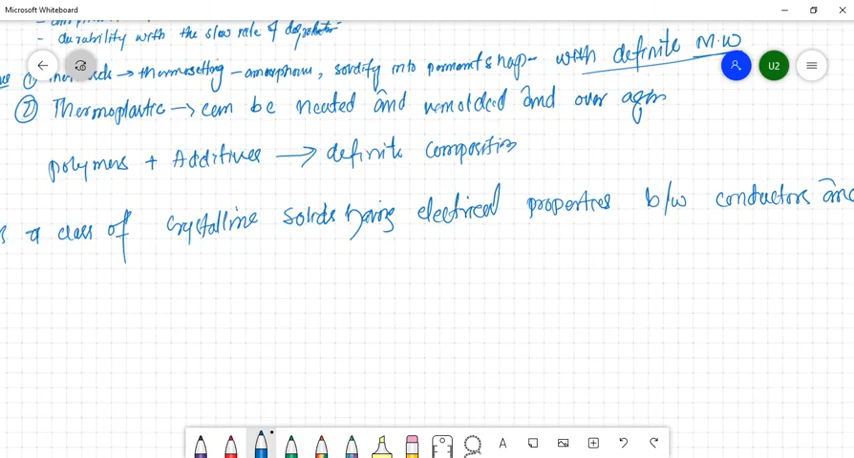 Microsoft Whiteboard
- durability with the slow rate of
① → thermosetting - amorphous, solidify into permanent shape - with definite M.W
U2
② Thermoplastic → can be heated and remolded and over again
polymers + Additives → definite composition
a class of crystalline solids having electrical properties b/w conductors and
A